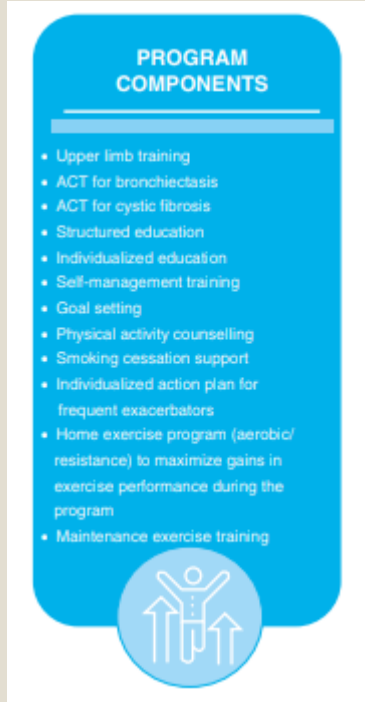 PROGRAM
COMPONENTS
• Upper limb training
• ACT for bronchiectasis
• ACT for cystic fibrosis
• Structured education
• Individualized education
• Self-management training
• Goal setting
• Physical activity counselling
• Smoking cessation support
• Individualized action plan for
frequent exacerbators
• Home exercise program (aerobic/
resistance) to maximize gains in
exercise performance during the
program
• Maintenance exercise training